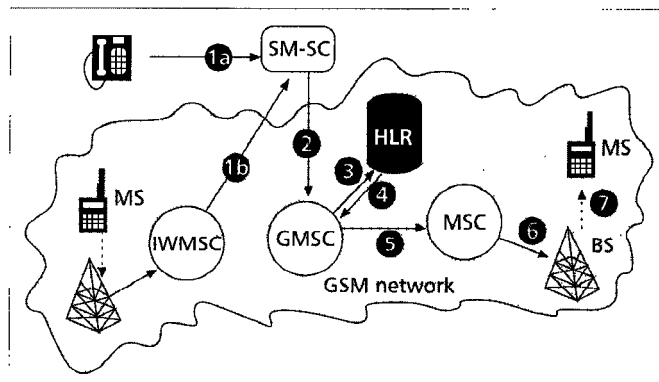 1a
SM-SC
HLR
MS
2
1b
3
4
MS
7
IWMSC
GMSC
5
MSC
6
BS
GSM network